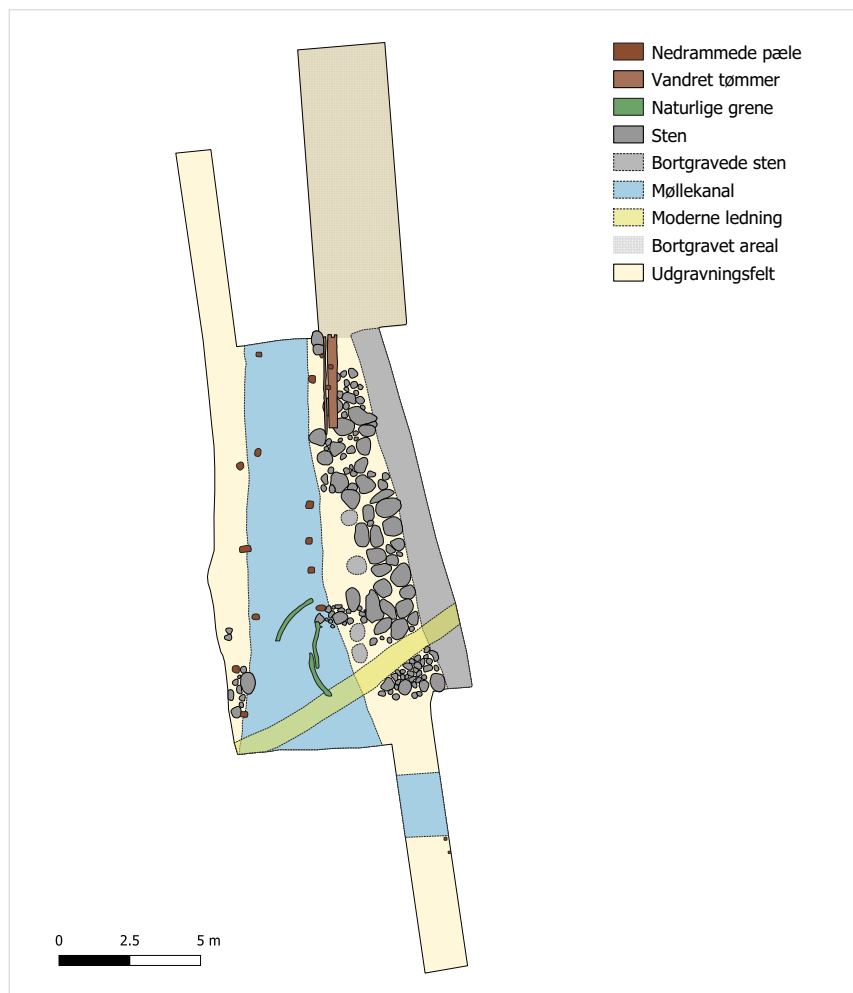 Nedrammede pæle
Vandret tømmer
Naturlige grene
Sten
Bortgravede sten
Møllekanal
Moderne ledning
Bortgravet areal
Udgravningsfelt
0 2.5 5 m